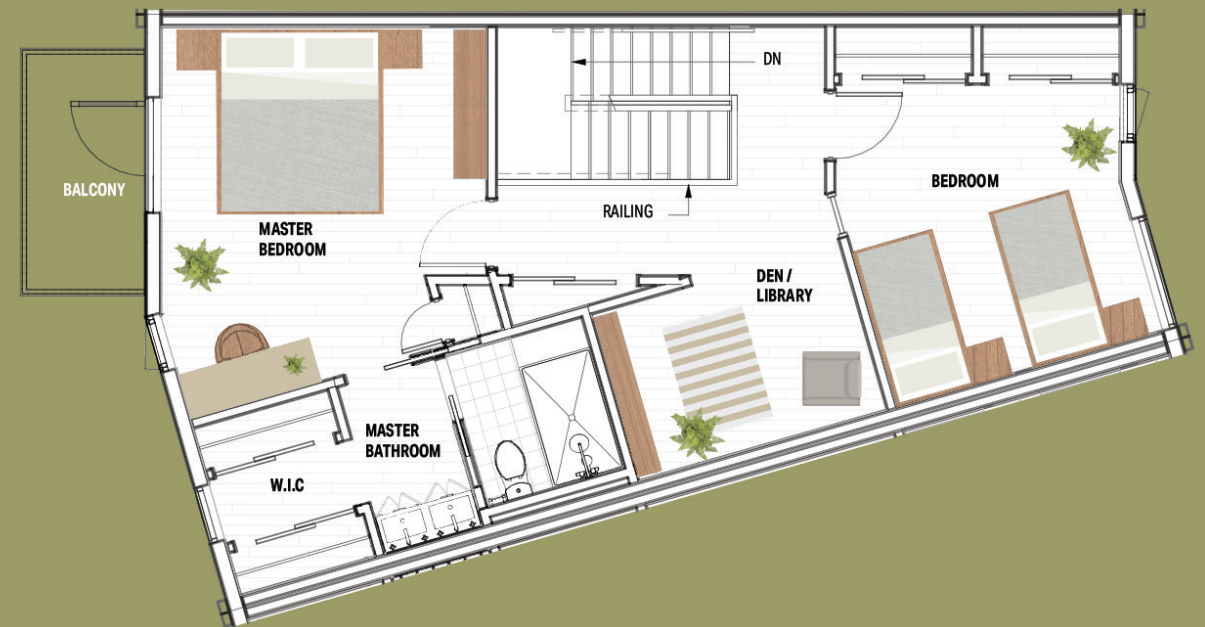 DN
BALCONY
BEDROOM
RAILING
MASTER
BEDROOM
DEN /
LIBRARY
MASTER
BATHROOM
W.I.C